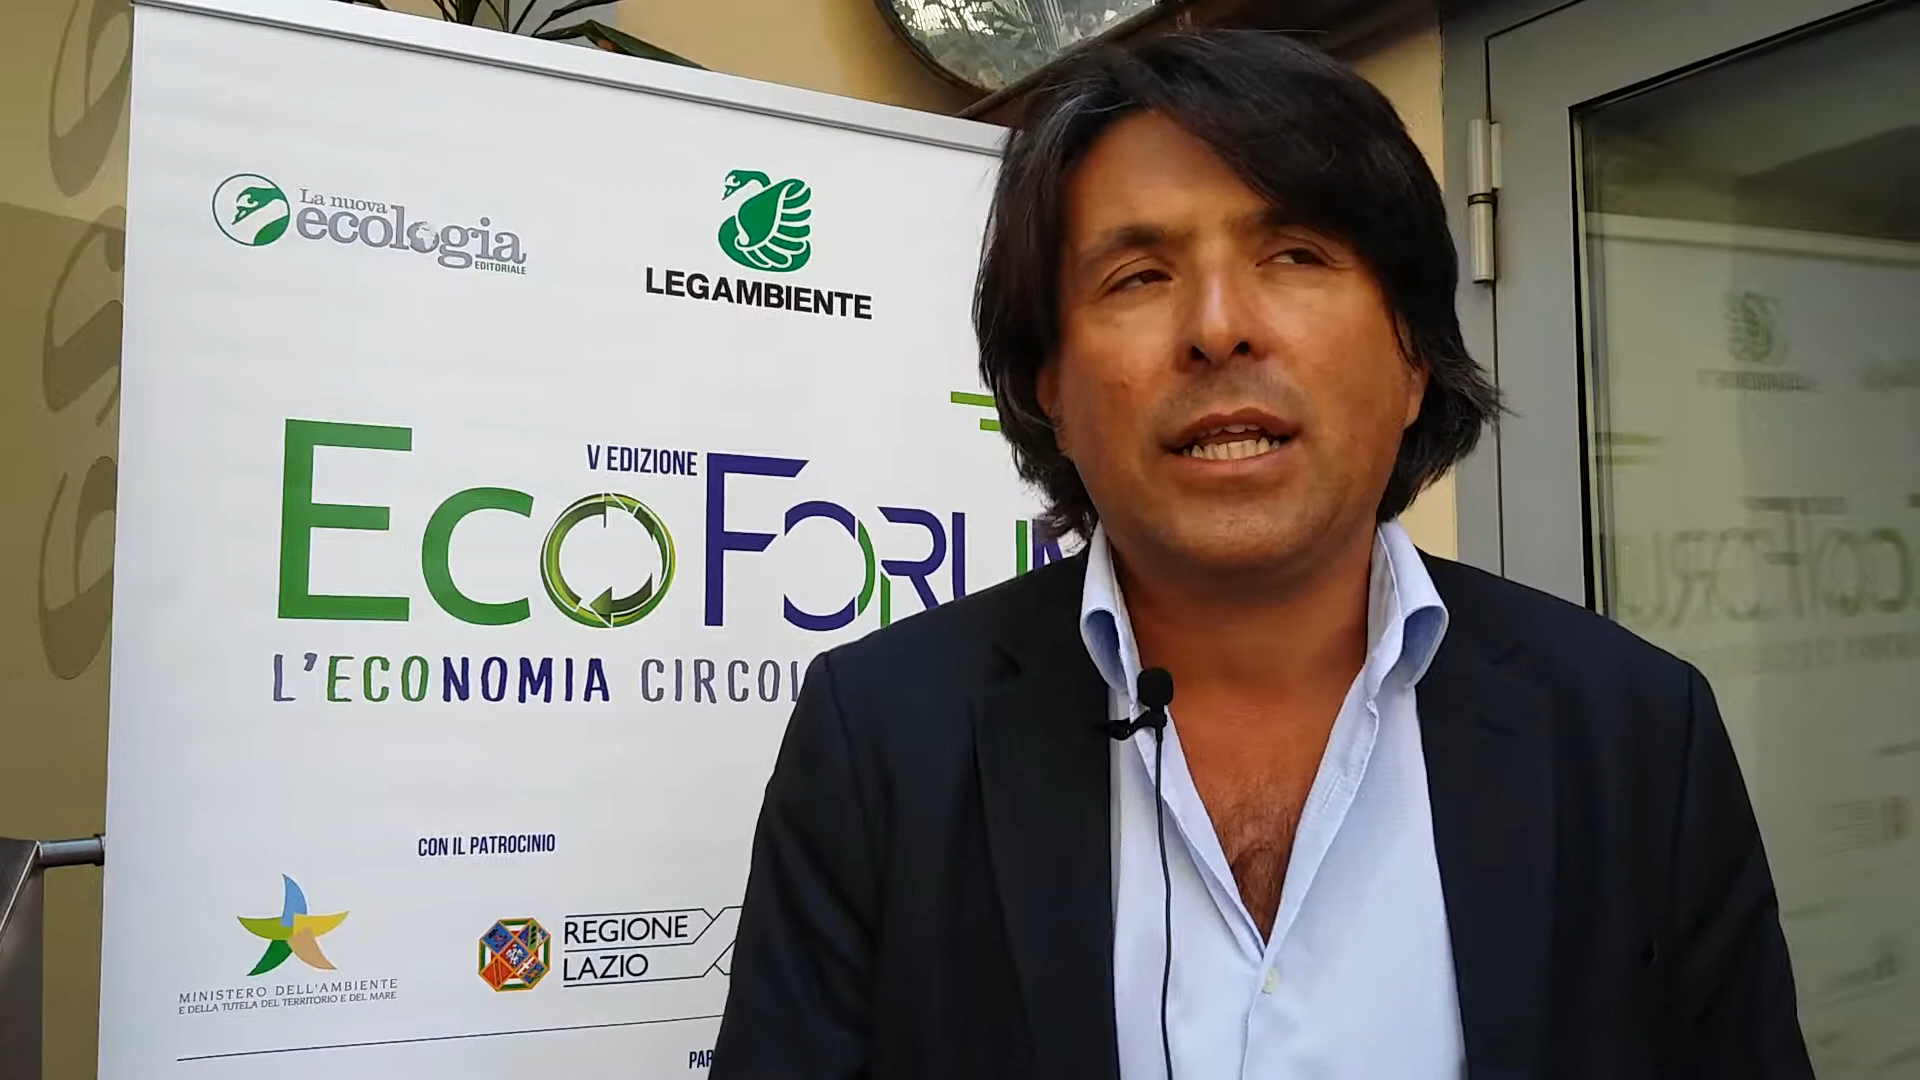 La nuova
ecologia
EDITORIALE
LEGAMBIENTE
V EDIZIONE
ECOFORU
L'ECONOMIA CIRCOL
CON IL PATROCINIO
MINISTERO DELL'AMBIENTE
E DELLA TUTELA DEL TERRITORIO E DEL MARE
REGIONE
LAZIO
PAR